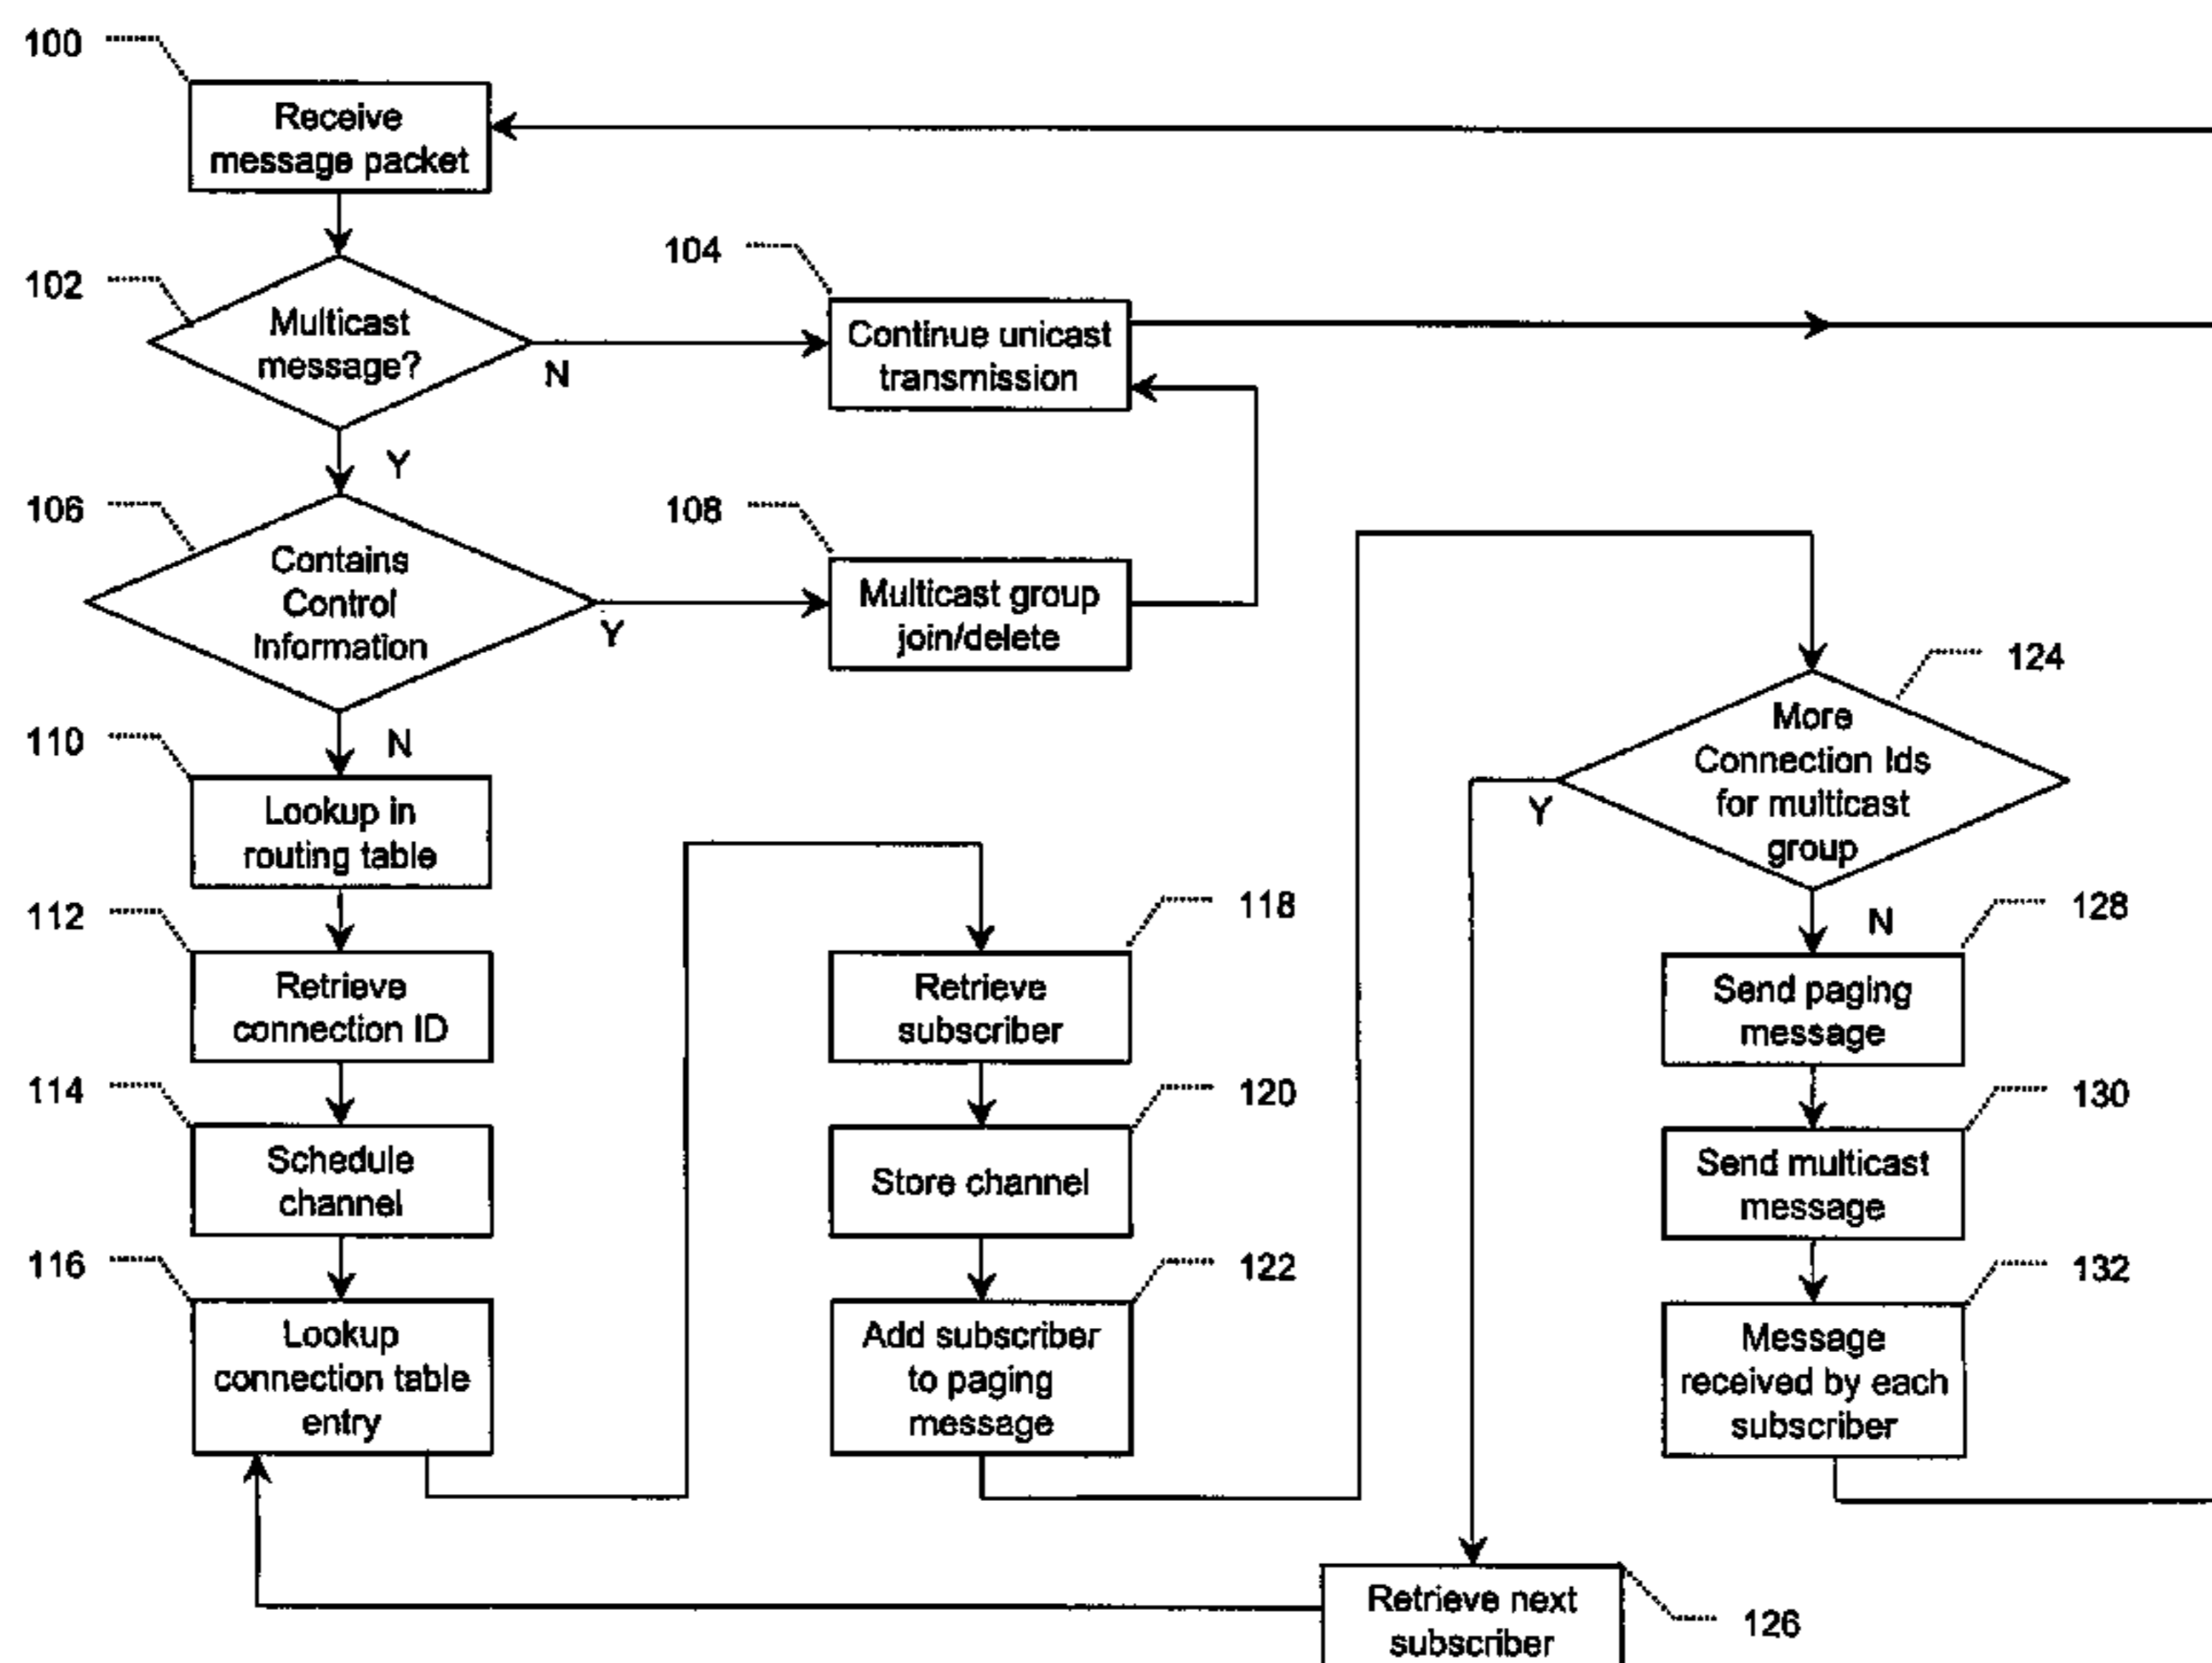 100
Receive
message packet
102
Multicast
message?
N
Y
104
Continue unicast
transmission
106
Contains
Control
Information
Y
N
108
Multicast group
join/delete
110
Lookup in
routing table
112
Retrieve
connection ID
114
Schedule
channel
116
Lookup
connection table
entry
118
Retrieve
subscriber
120
Store channel
122
Add subscriber
to paging
message
124
More
Connection Ids
for multicast
group
Y
N
128
Send paging
message
130
Send multicast
message
132
Message
received by each
subscriber
Retrieve next
subscriber
126